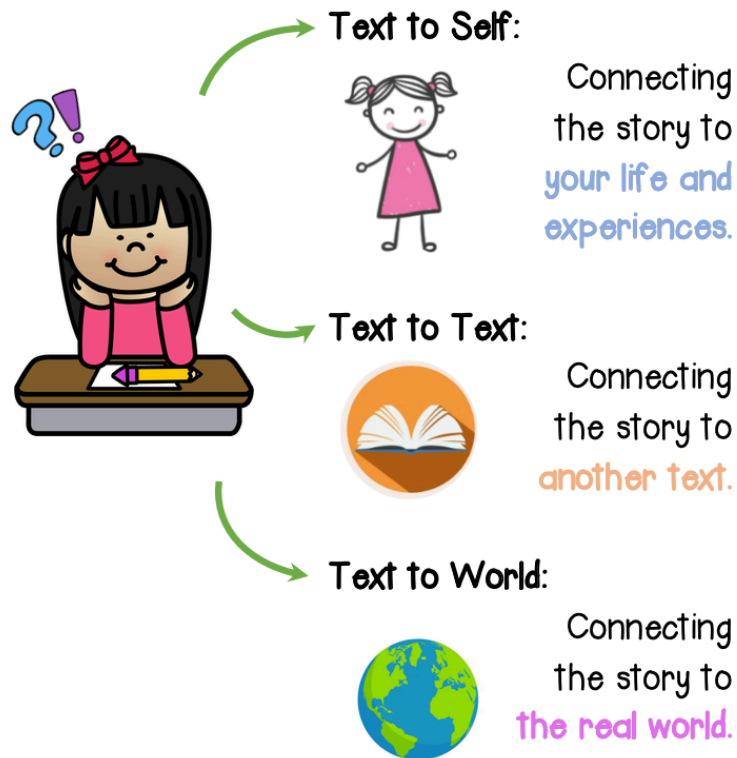 ?!
Text to Self:
Connecting
the story to
your life and
experiences.
Text to Text:
Connecting
the story to
another text.
Text to World:
Connecting
the story to
the real world.